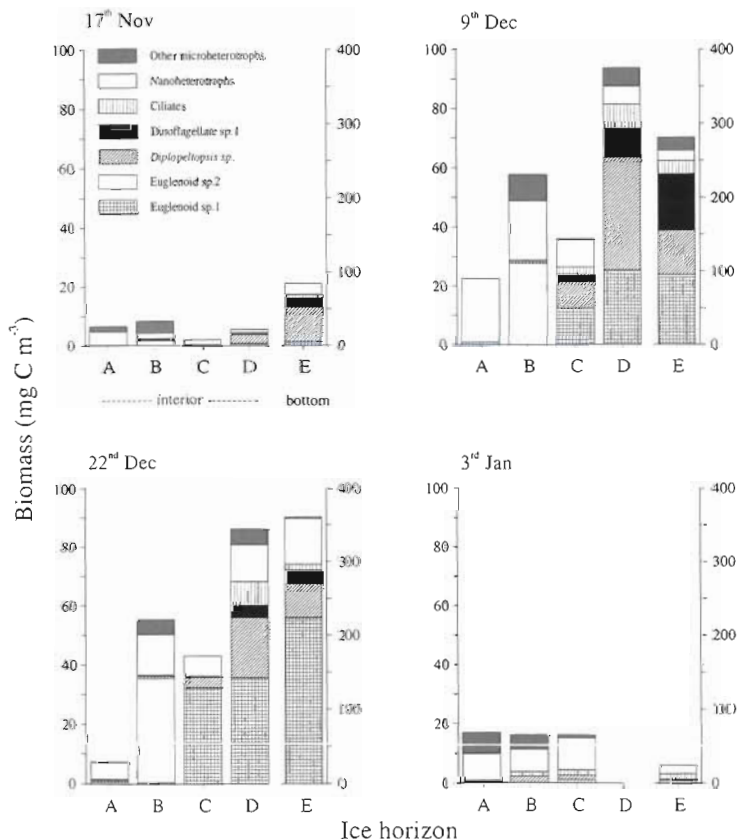 17th Nov
100
80
60
40
20
0
400
300
200
100
0
Other microheterotrophs
Nanoheterotrophs
Ciliates
Dinoflagellate sp.1
Diplopeltopsis sp.
Euglenoid sp.2
Euglenoid sp.1
A B C D E
interior bottom
9th Dec
100
80
60
40
20
0
400
300
200
100
0
A B C D E
Biomass (mg C m-3)
22nd Dec
100
80
60
40
20
0
400
300
200
100
0
A B C D E
3rd Jan
100
80
60
40
20
0
400
300
200
100
0
A B C D E
Ice horizon